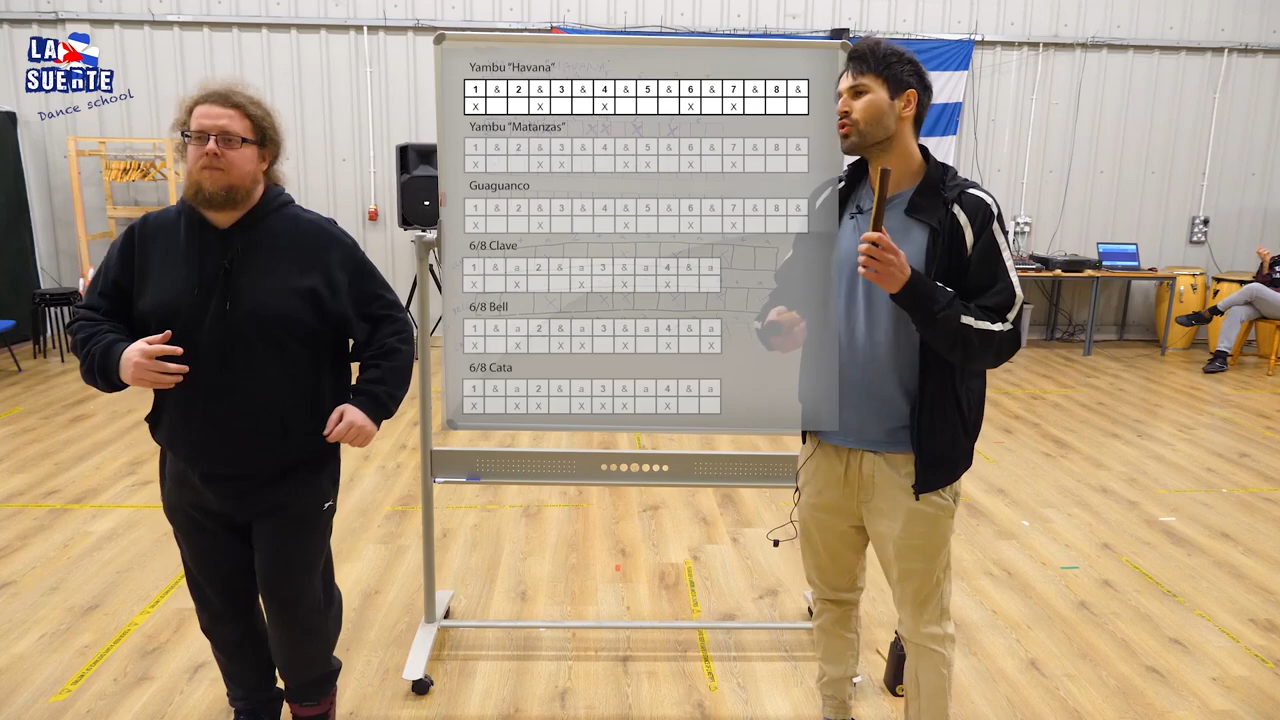 LA
SUERTE
Dance school
Yambu "Havana"
1 & 2 & 3 & 4 & 5 & 6 & 7 & 8 &
X X X X X
Yambu "Matanzas"
1 & 2 & 3 & 4 & 5 & 6 & 7 & 8 &
X X X X X X X
Guaguanco
1 & 2 & 3 & 4 & 5 & 6 & 7 & 8 &
X X X X X X X
6/8 Clave
1 & a 2 & a 3 & a 4 & a
X X X X X
6/8 Bell
1 & a 2 & a 3 & a 4 & a
X X X X X X X
6/8 Cata
1 & a 2 & a 3 & a 4 & a
X X X X X X X